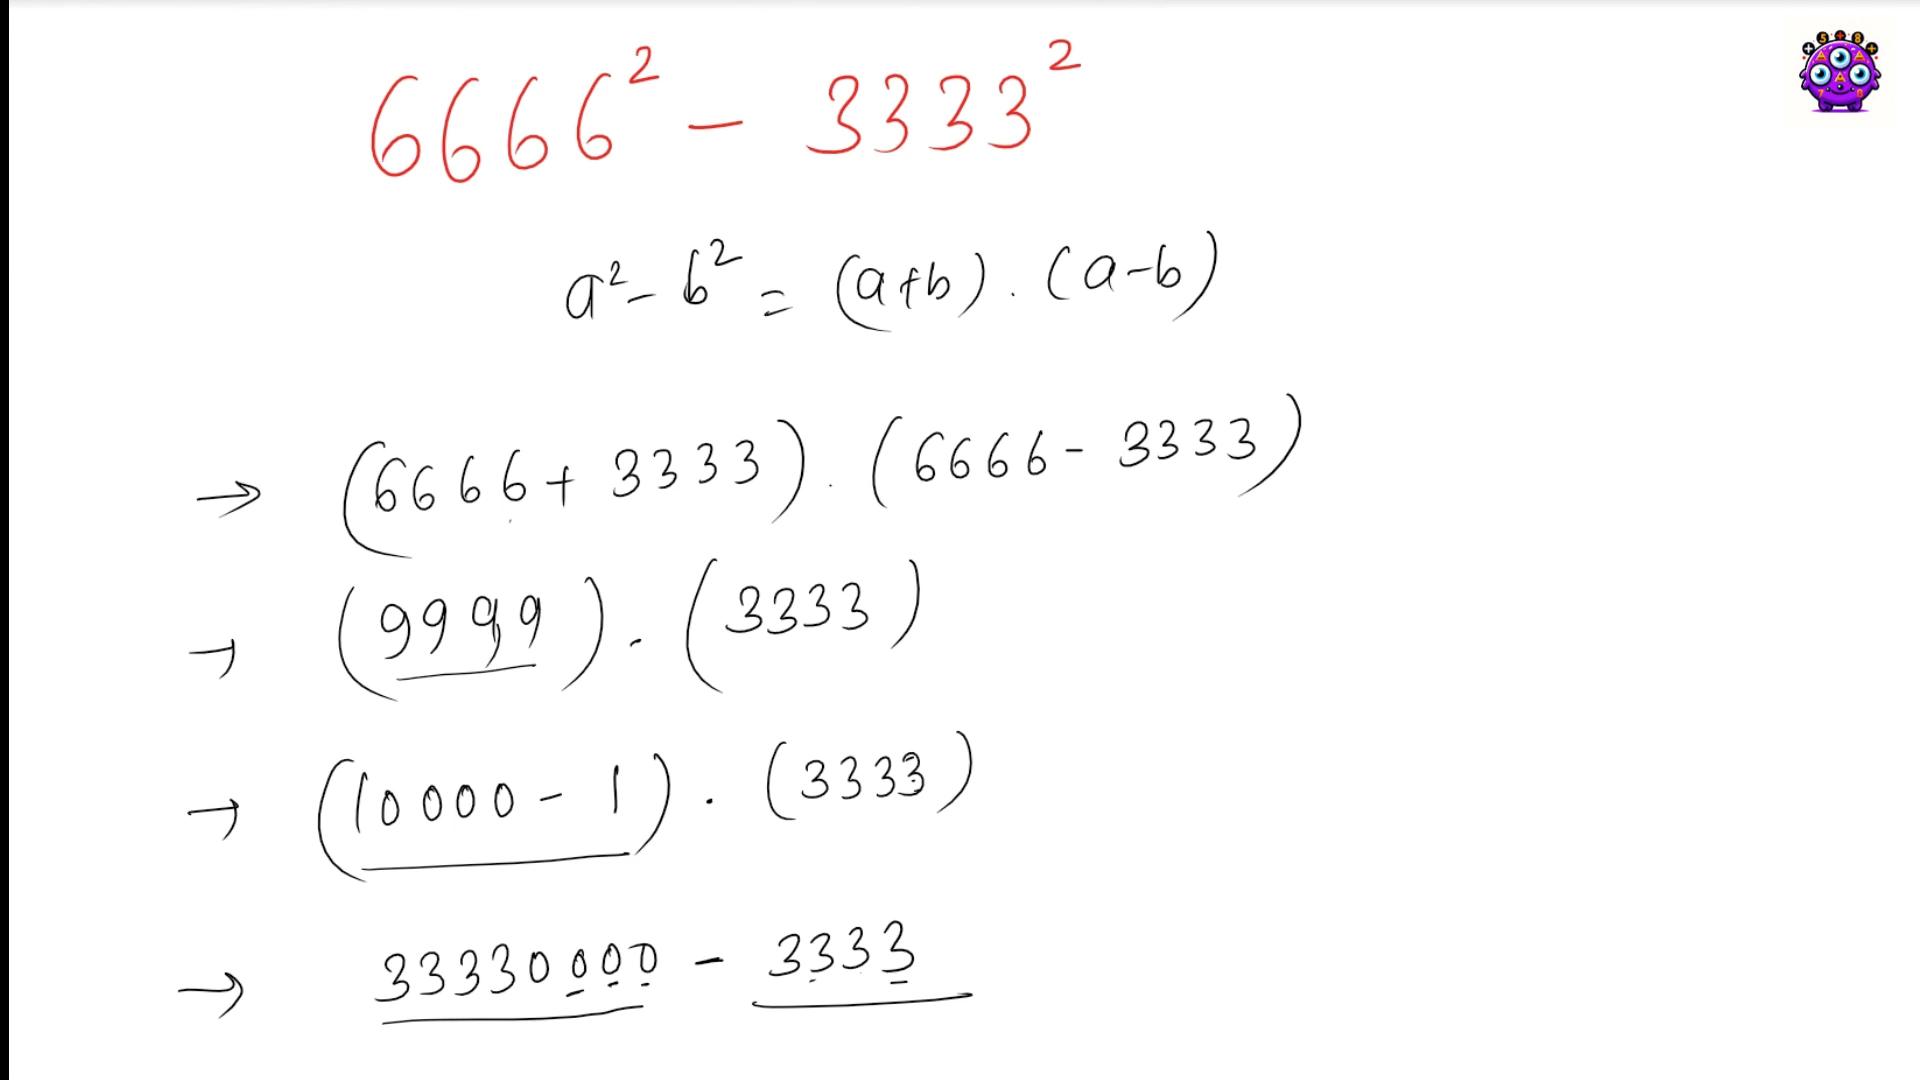 6666² - 3333²
a² - b² = (a+b) . (a-b)
→ (6666 + 3333) . (6666 - 3333)
→ (9999) . (3333)
→ (10000 - 1) . (3333)
→ 33330000 - 3333